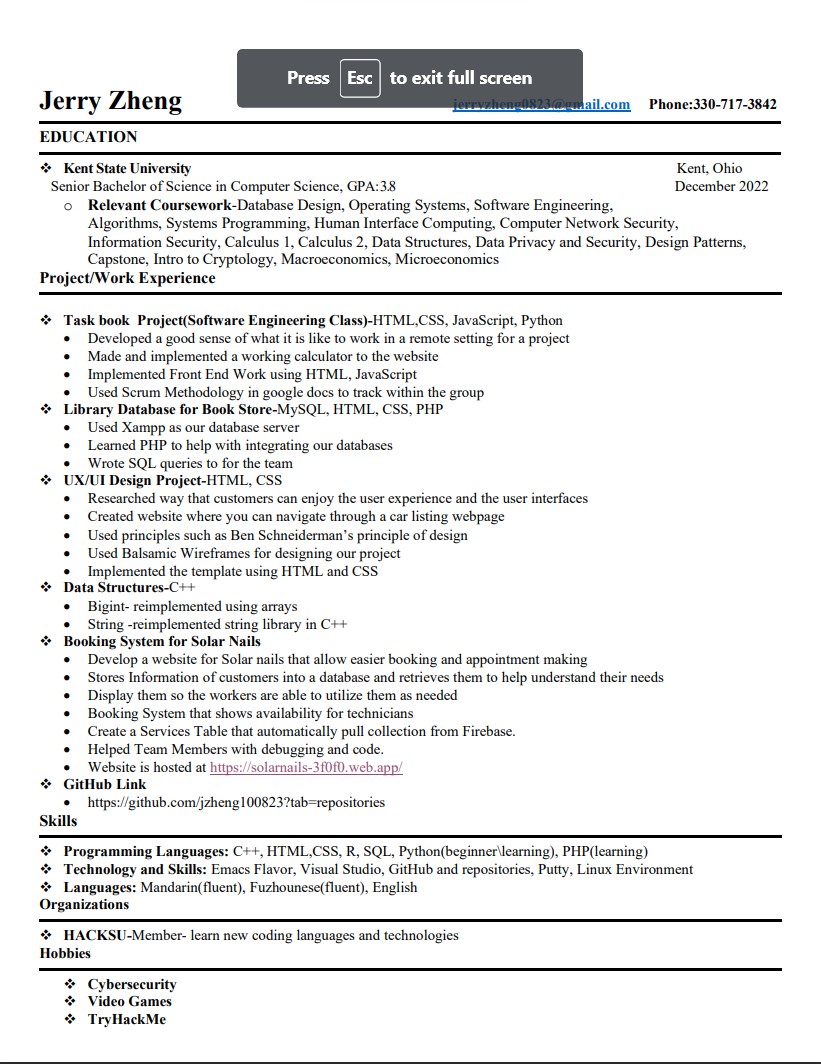 Press Esc to exit full screen
Jerry Zheng jerryzheng0823@gmail.com Phone:330-717-3842
EDUCATION
❖ Kent State University Kent, Ohio
Senior Bachelor of Science in Computer Science, GPA:3.8 December 2022
o Relevant Coursework-Database Design, Operating Systems, Software Engineering,
Algorithms, Systems Programming, Human Interface Computing, Computer Network Security,
Information Security, Calculus 1, Calculus 2, Data Structures, Data Privacy and Security, Design Patterns,
Capstone, Intro to Cryptology, Macroeconomics, Microeconomics
Project/Work Experience
❖ Task book Project(Software Engineering Class)-HTML,CSS, JavaScript, Python
• Developed a good sense of what it is like to work in a remote setting for a project
• Made and implemented a working calculator to the website
• Implemented Front End Work using HTML, JavaScript
• Used Scrum Methodology in google docs to track within the group
❖ Library Database for Book Store-MySQL, HTML, CSS, PHP
• Used Xampp as our database server
• Learned PHP to help with integrating our databases
• Wrote SQL queries to for the team
❖ UX/UI Design Project-HTML, CSS
• Researched way that customers can enjoy the user experience and the user interfaces
• Created website where you can navigate through a car listing webpage
• Used principles such as Ben Schneiderman's principle of design
• Used Balsamic Wireframes for designing our project
• Implemented the template using HTML and CSS
❖ Data Structures-C++
• Bigint- reimplemented using arrays
• String -reimplemented string library in C++
❖ Booking System for Solar Nails
• Develop a website for Solar nails that allow easier booking and appointment making
• Stores Information of customers into a database and retrieves them to help understand their needs
• Display them so the workers are able to utilize them as needed
• Booking System that shows availability for technicians
• Create a Services Table that automatically pull collection from Firebase.
• Helped Team Members with debugging and code.
• Website is hosted at https://solarnails-3f0f0.web.app/
❖ GitHub Link
• https://github.com/jzheng100823?tab=repositories
Skills
❖ Programming Languages: C++, HTML,CSS, R, SQL, Python(beginner\learning), PHP(learning)
❖ Technology and Skills: Emacs Flavor, Visual Studio, GitHub and repositories, Putty, Linux Environment
❖ Languages: Mandarin(fluent), Fuzhounese(fluent), English
Organizations
❖ HACKSU-Member- learn new coding languages and technologies
Hobbies
❖ Cybersecurity
❖ Video Games
❖ TryHackMe